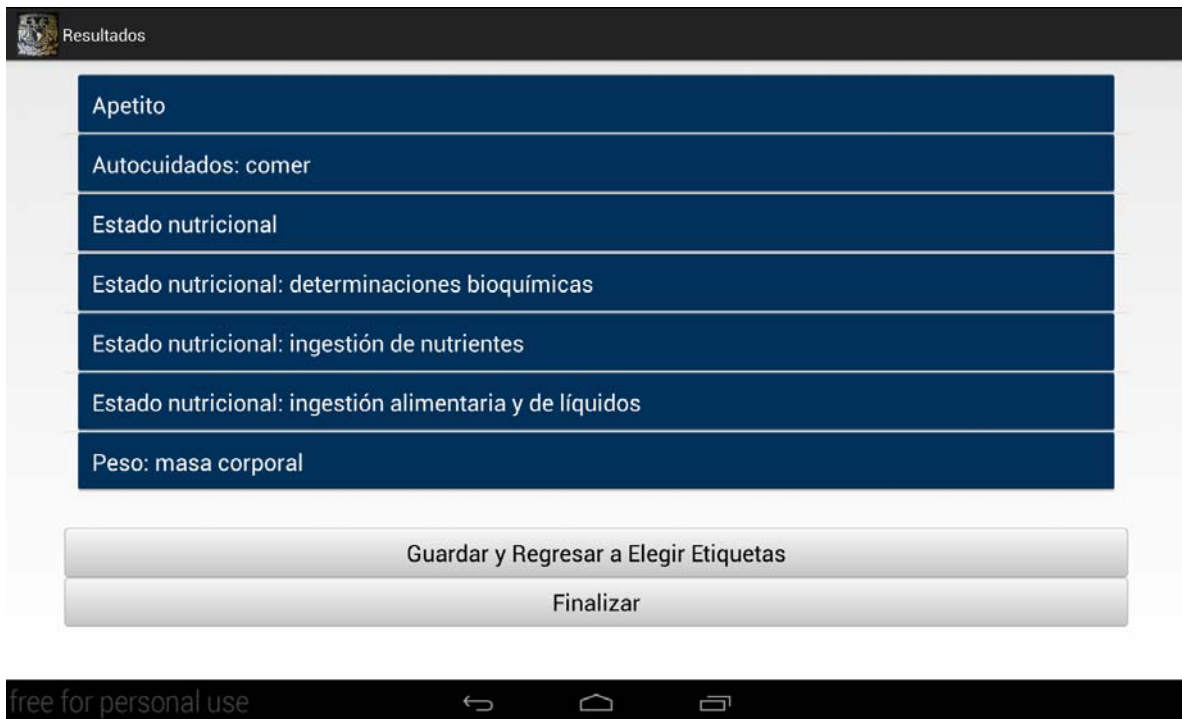 Resultados
Apetito
Autocuidados: comer
Estado nutricional
Estado nutricional: determinaciones bioquímicas
Estado nutricional: ingestión de nutrientes
Estado nutricional: ingestión alimentaria y de líquidos
Peso: masa corporal
Guardar y Regresar a Elegir Etiquetas
Finalizar
free for personal use